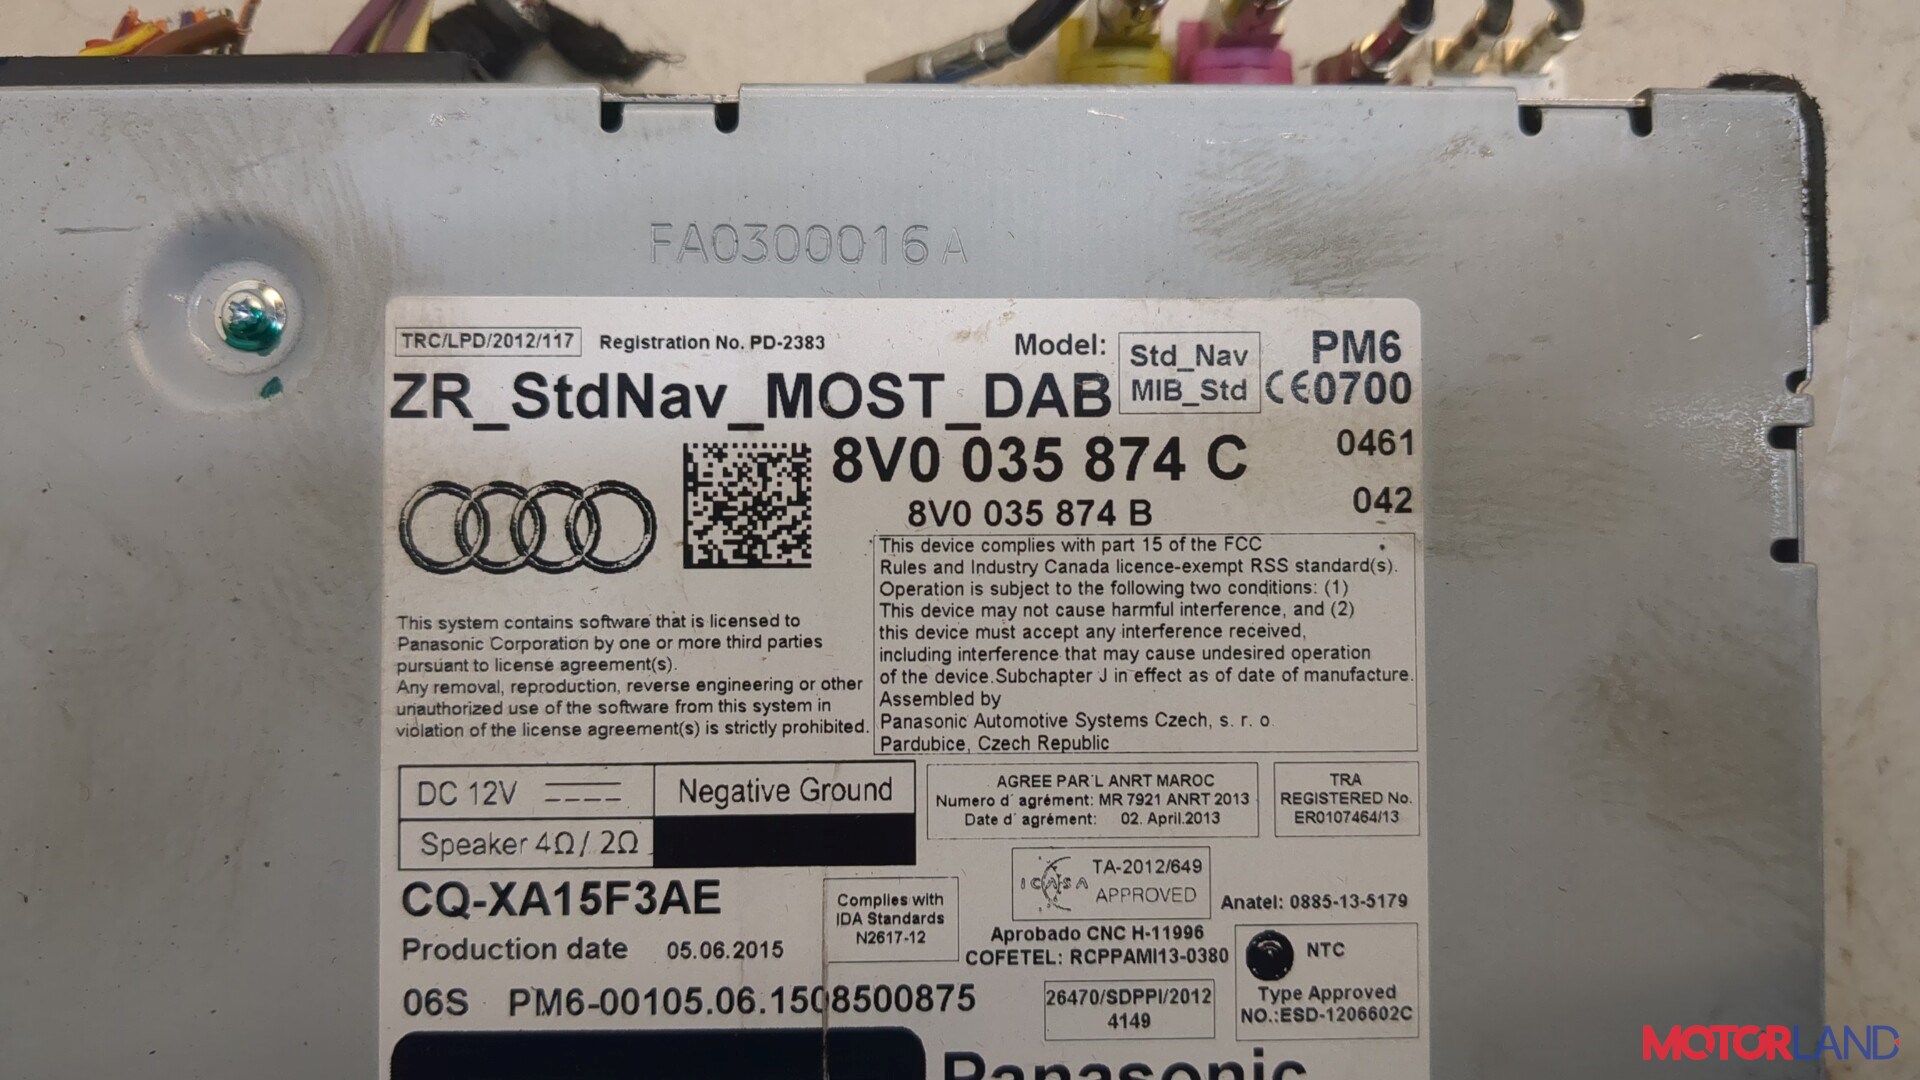 FA0300016A
TRC/LPD/2012/117 Registration No. PD-2383 Model: Std_Nav MIB_Std PM6
ZR_StdNav_MOST_DAB CE0700
8V0 035 874 C 0461
8V0 035 874 B 042
This device complies with part 15 of the FCC
Rules and Industry Canada licence-exempt RSS standard(s).
Operation is subject to the following two conditions: (1)
This device may not cause harmful interference, and (2)
this device must accept any interference received,
including interference that may cause undesired operation
of the device.Subchapter J in effect as of date of manufacture.
Assembled by
Panasonic Automotive Systems Czech, s. r. o.
Pardubice, Czech Republic
This system contains software that is licensed to
Panasonic Corporation by one or more third parties
pursuant to license agreement(s).
Any removal, reproduction, reverse engineering or other
unauthorized use of the software from this system in
violation of the license agreement(s) is strictly prohibited.
DC 12V Negative Ground
Speaker 4Ω/ 2Ω
AGREE PAR L ANRT MAROC
Numero d´ agrément: MR 7921 ANRT 2013
Date d´ agrément: 02. April.2013
TRA
REGISTERED No.
ER0107464/13
ICASA TA-2012/649
APPROVED
Anatel: 0885-13-5179
CQ-XA15F3AE
Complies with
IDA Standards
N2617-12
Aprobado CNC H-11996
COFETEL: RCPPAMI13-0380
NTC
Type Approved
NO.:ESD-1206602C
Production date 05.06.2015
06S PM6-00105.06.1508500875
26470/SDPPI/2012
4149
Panasonic
MOTORLAND